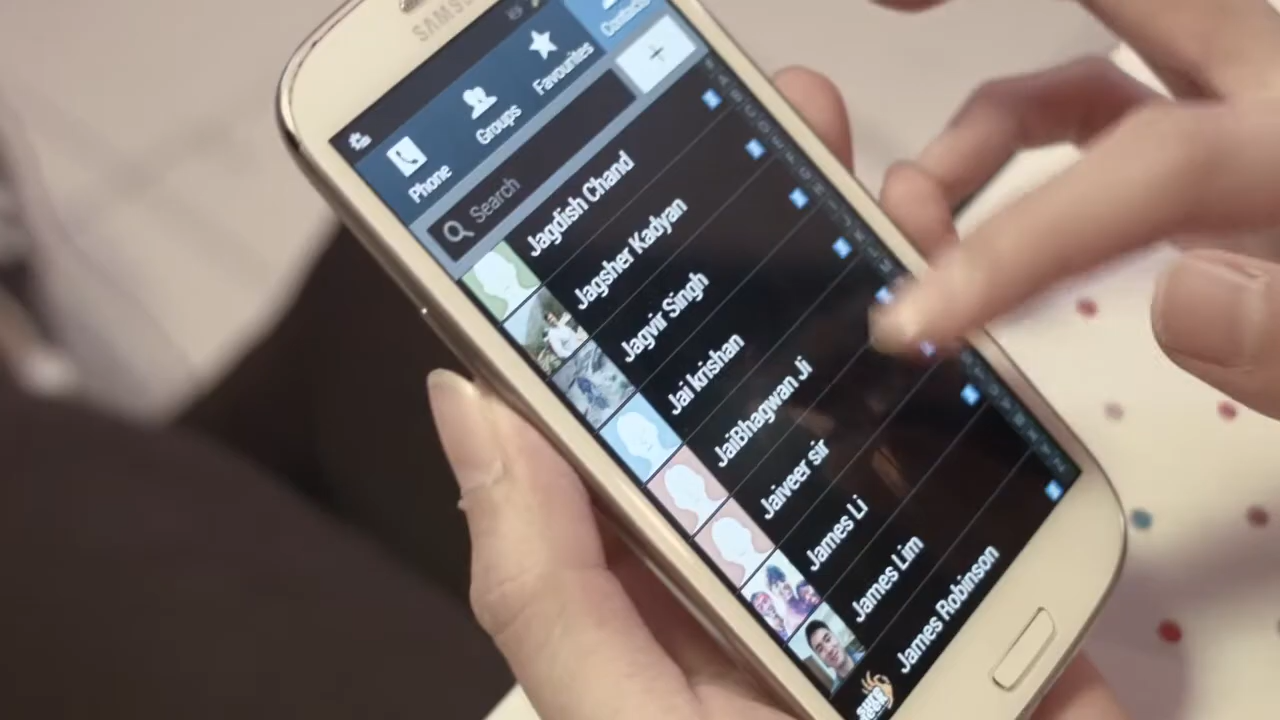 SAMSUNG
Phone
Groups
Favourites
Contacts
Search
Jagdish Chand
Jagsher Kadyan
Jagvir Singh
Jai krishan
JaiBhagwan Ji
Jaiveer sir
James Li
James Lim
James Robinson